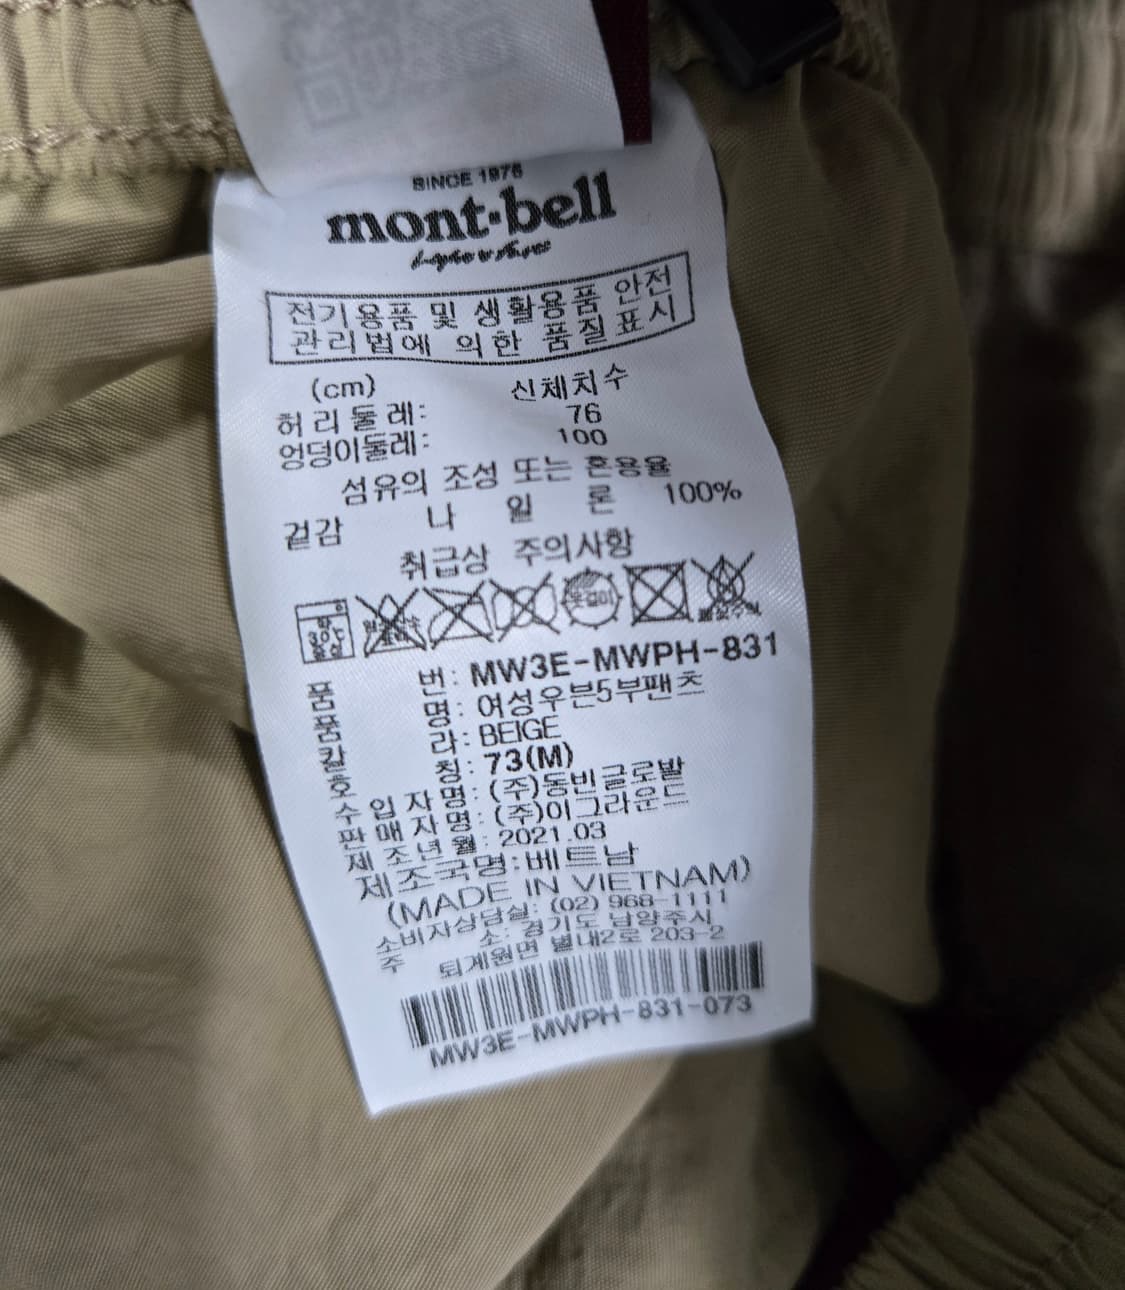 SINCE 1975
mont-bell
전기용품 및 생활용품 안전
관리법에 의한 품질표시
(cm) 신체치수
허리둘레: 76
엉덩이둘레: 100
섬유의 조성 또는 혼용율
겉감 나일론 100%
취급상 주의사항
품 번: MW3E-MWPH-831
품 명: 여성우븐5부팬츠
칼 라: BEIGE
호 칭: 73(M)
수입자명: (주)동빈글로발
판매자명: (주)이그라운드
제조년월: 2021.03
제조국명: 베트남
(MADE IN VIETNAM)
소비자상담실: (02) 968-1111
주 소: 경기도 남양주시
퇴계원면 별내2로 203-2
MW3E-MWPH-831-073